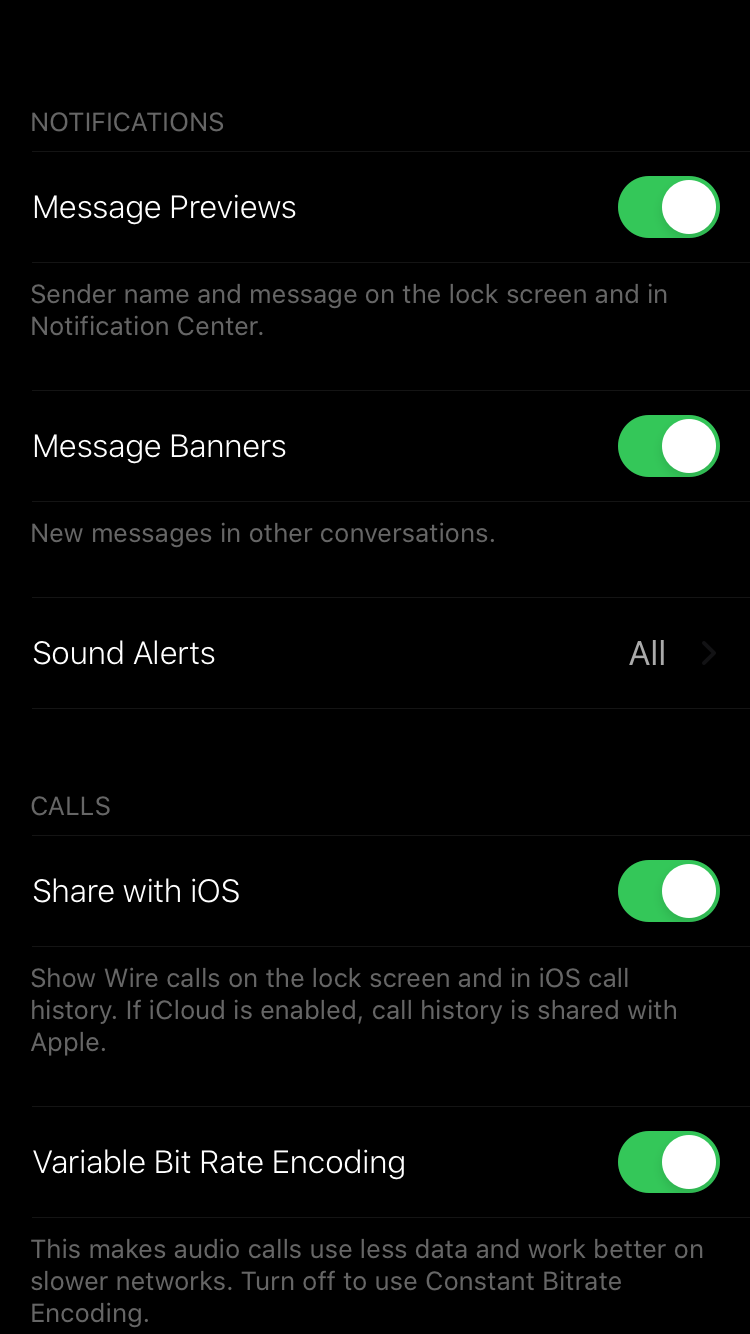 NOTIFICATIONS
Message Previews
Sender name and message on the lock screen and in
Notification Center.
Message Banners
New messages in other conversations.
Sound Alerts All
CALLS
Share with iOS
Show Wire calls on the lock screen and in iOS call
history. If iCloud is enabled, call history is shared with
Apple.
Variable Bit Rate Encoding
This makes audio calls use less data and work better on
slower networks. Turn off to use Constant Bitrate
Encoding.